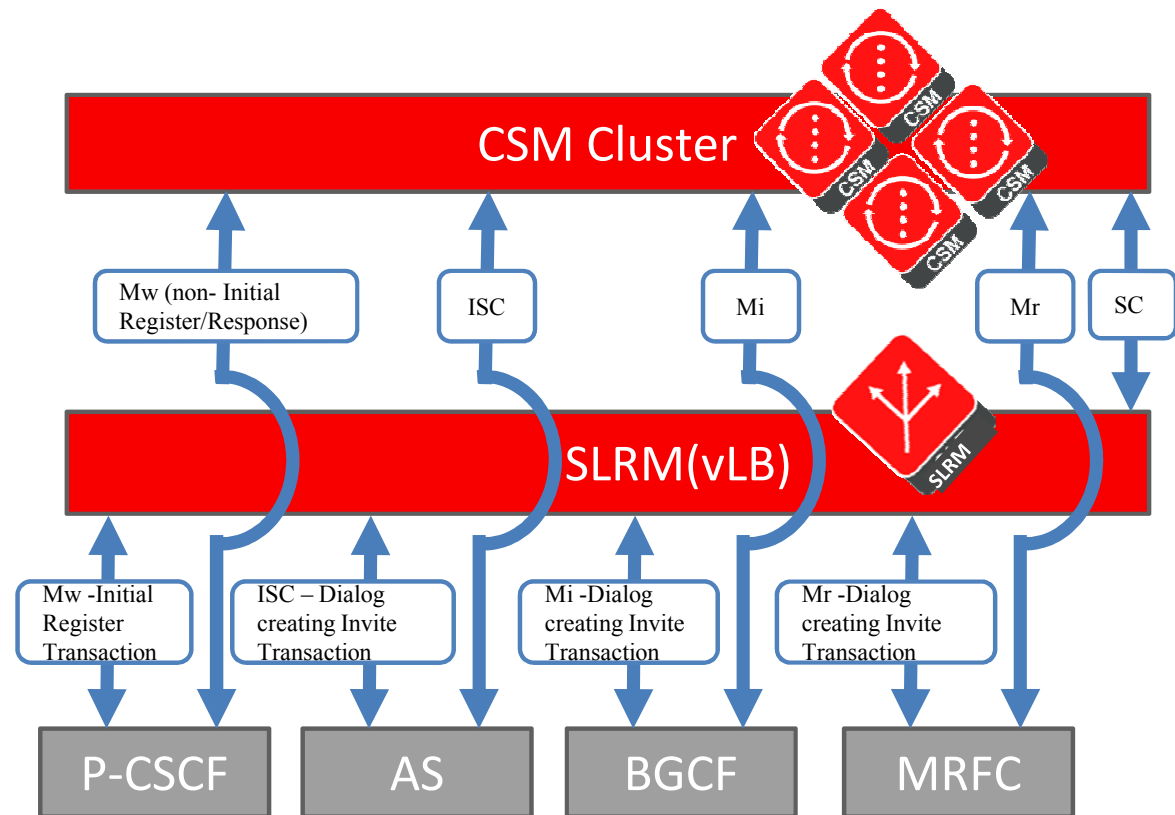 CSM
CSM Cluster
CSM
CSM
CSM
Mw (non- Initial
Register/Response)
ISC
Mi
Mr
SC
SLRM(vLB)
SLRM
Mw -Initial
Register
Transaction
ISC – Dialog
creating Invite
Transaction
Mi -Dialog
creating Invite
Transaction
Mr -Dialog
creating Invite
Transaction
P-CSCF
AS
BGCF
MRFC